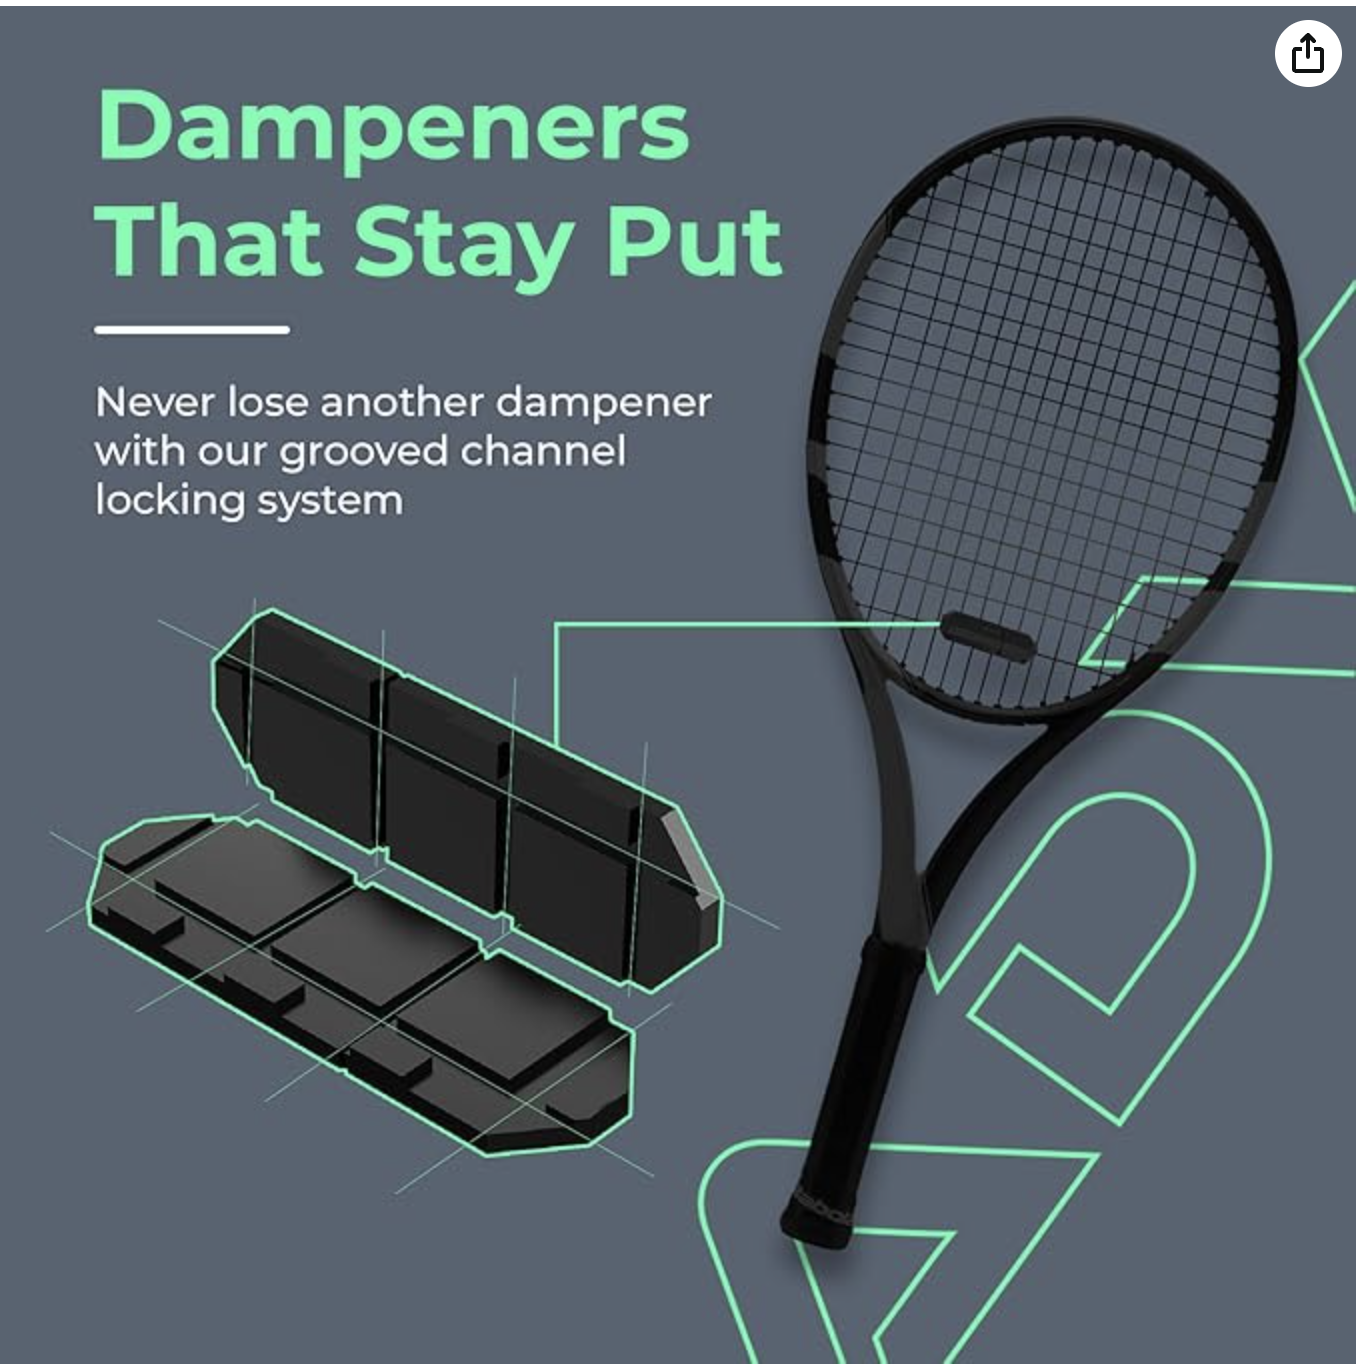 Dampeners
That Stay Put
Never lose another dampener
with our grooved channel
locking system